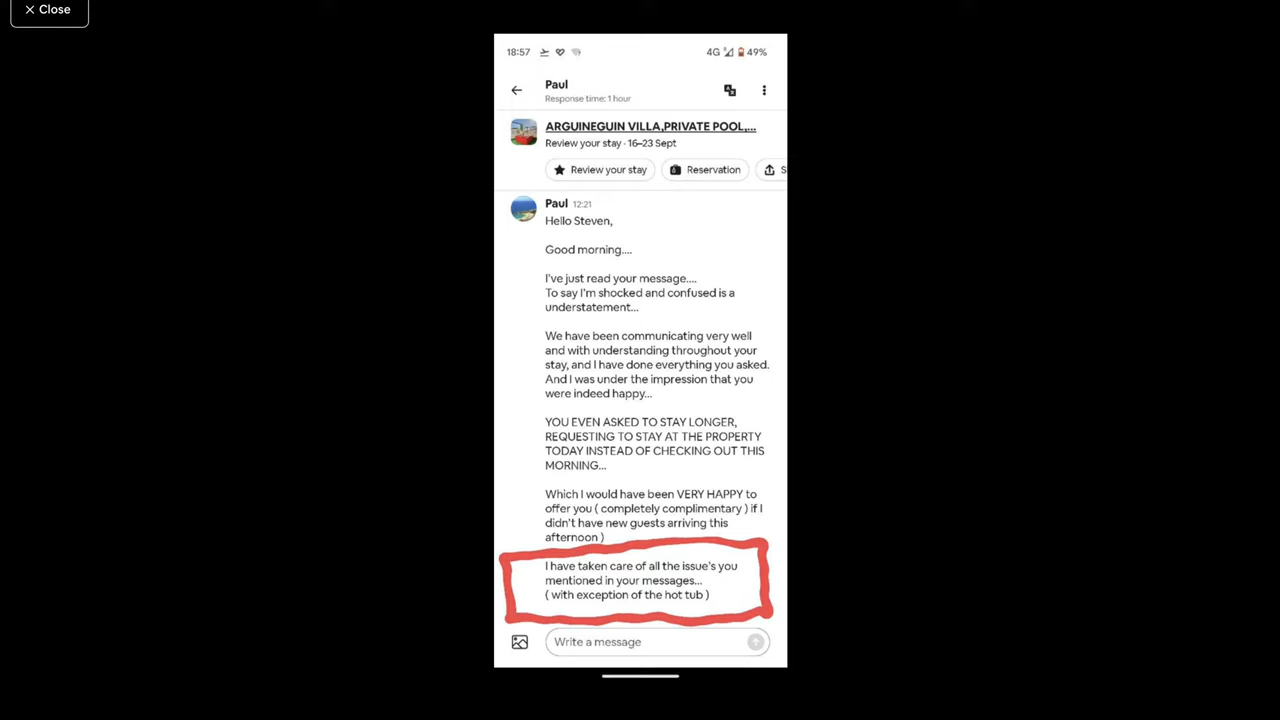 Close
18:57
4G
49%
Paul
Response time: 1 hour
ARGUINEGUIN VILLA,PRIVATE POOL,...
Review your stay · 16–23 Sept
Review your stay
Reservation
S
Paul 12:21
Hello Steven,
Good morning....
I've just read your message....
To say I'm shocked and confused is a
understatement...
We have been communicating very well
and with understanding throughout your
stay, and I have done everything you asked.
And I was under the impression that you
were indeed happy...
YOU EVEN ASKED TO STAY LONGER,
REQUESTING TO STAY AT THE PROPERTY
TODAY INSTEAD OF CHECKING OUT THIS
MORNING...
Which I would have been VERY HAPPY to
offer you ( completely complimentary ) if I
didn't have new guests arriving this
afternoon )
I have taken care of all the issue's you
mentioned in your messages...
( with exception of the hot tub )
Write a message